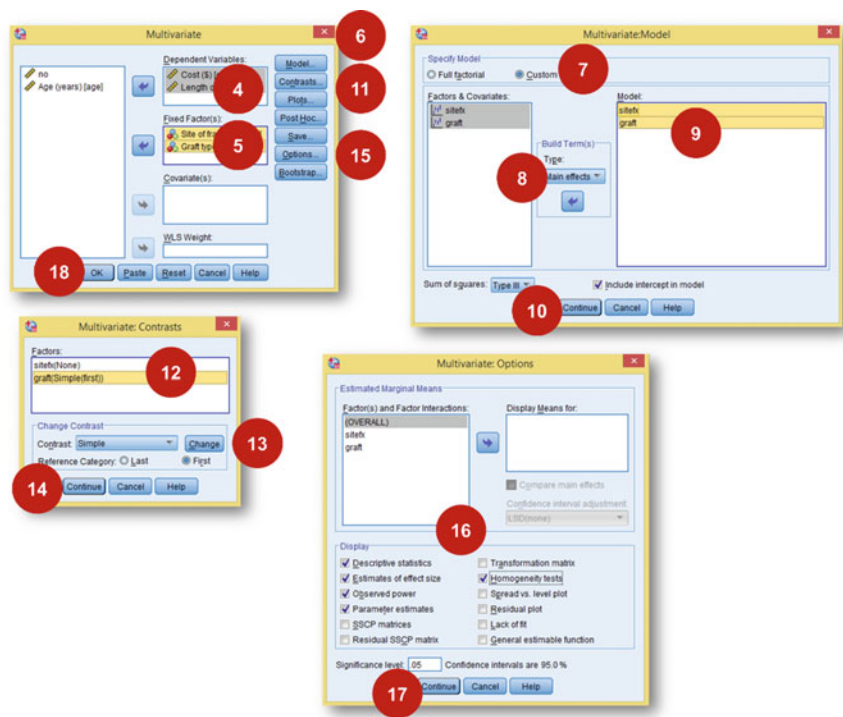 Multivariate
6
no
Age (years) [age]
Dependent Variables:
Cost ($)
Length
4
Model...
Contrasts...
11
Plots...
Post Hoc...
Save...
Options...
15
Bootstrap...
Fixed Factor(s):
Site of
Graft
5
Covariate(s):
WLS Weight:
18
OK
Paste
Reset
Cancel
Help
Multivariate:Model
Specify Model
Full factorial
Custom
7
Factors & Covariates:
sitefx
graft
Build Term(s)
Type:
8
Main effects
Model:
sitefx
graft
9
Sum of squares:
Type III
Include intercept in model
10
Continue
Cancel
Help
Multivariate: Contrasts
Factors:
sitefx(None)
graft(Simple(first))
12
Change Contrast
Contrast: Simple
Change
13
Reference Category:
Last
First
14
Continue
Cancel
Help
Multivariate: Options
Estimated Marginal Means
Factor(s) and Factor Interactions:
(OVERALL)
sitefx
graft
Display Means for:
Compare main effects
Confidence interval adjustment
LSD(none)
16
Display
Descriptive statistics
Transformation matrix
Estimates of effect size
Homogeneity tests
Observed power
Spread vs. level plot
Parameter estimates
Residual plot
SSCP matrices
Lack of fit
Residual SSCP matrix
General estimable function
Significance level: .05 Confidence intervals are 95.0 %
17
Continue
Cancel
Help